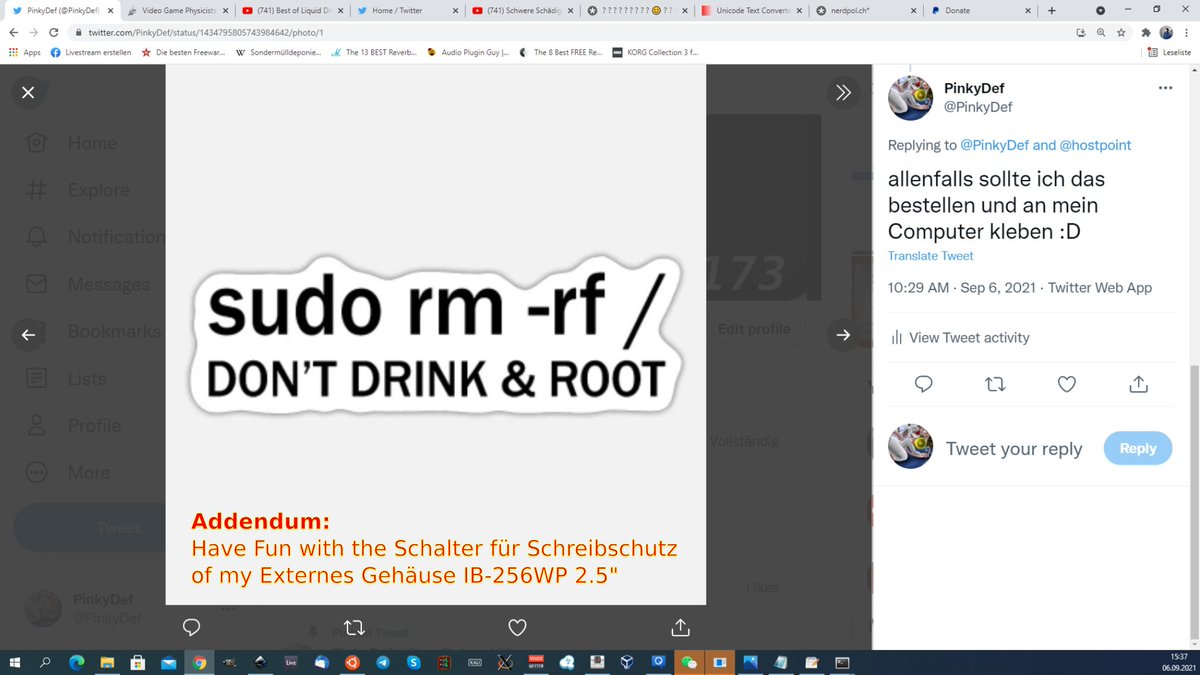 PinkyDef (@PinkyDef)
Video Game Physicists
(741) Best of Liquid Dr
Home / Twitter
(741) Schwere Schädig
? ? ? ? ? ? ? ? ? 😊 ? ?
Unicode Text Converte
nerdpol.ch"
Donate
twitter.com/PinkyDef/status/1434795805743984642/photo/1
Apps
Livestream erstellen
Die besten Freewar...
Sondermülldeponie...
The 13 BEST Reverb...
Audio Plugin Guy |...
The 8 Best FREE Re...
KORG Collection 3 f...
Leseliste
Home
Explore
Notification
Messages
Bookmarks
Lists
Profile
More
Tweet
PinkyDef
@PinkyDef
173
Edit profile
Vollständig
Likes
Tweet
sudo rm -rf /
DON'T DRINK & ROOT
Addendum:
Have Fun with the Schalter für Schreibschutz
of my Externes Gehäuse IB-256WP 2.5"
PinkyDef
@PinkyDef
Replying to @PinkyDef and @hostpoint
allenfalls sollte ich das
bestellen und an mein
Computer kleben :D
Translate Tweet
10:29 AM · Sep 6, 2021 · Twitter Web App
View Tweet activity
Tweet your reply
Reply
Live
KALI
15:37
06.09.2021